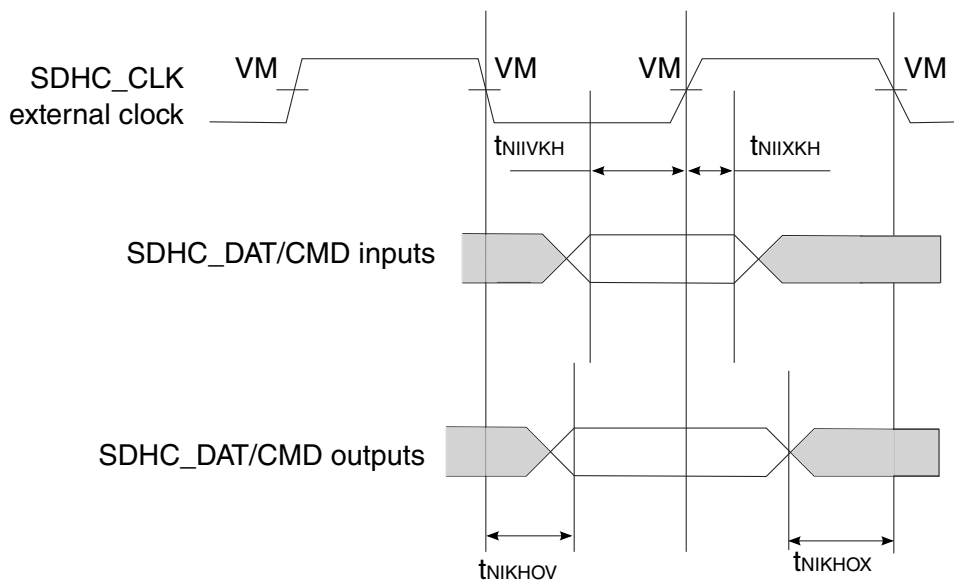 VM VM VM VM
SDHC_CLK
external clock
tNIIVKH tNIIXKH
SDHC_DAT/CMD inputs
SDHC_DAT/CMD outputs
tNIKHOV tNIKHOX